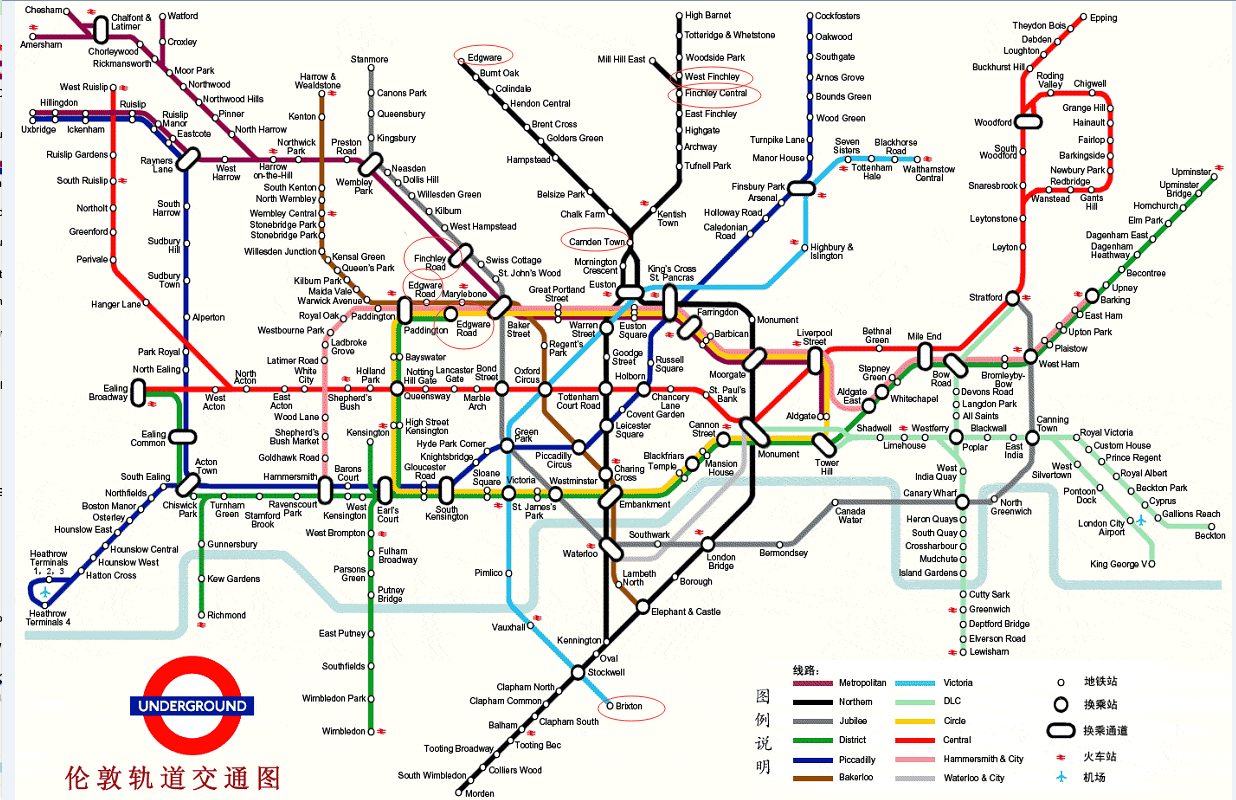 Chesham
Chalfont &
Latimer
Watford
Amersham
Croxley
Chorleywood
Rickmansworth
Moor Park
Northwood
Northwood Hills
Pinner
North Harrow
West Ruislip
Hillingdon
Ruislip
Ruislip
Manor
Eastcote
Uxbridge
Ickenham
Rayners
Lane
West
Harrow
Harrow
on-the-Hill
Northwick
Park
Preston
Road
Wembley
Park
Harrow &
Wealdstone
Kenton
Stanmore
Canons Park
Queensbury
Kingsbury
Neasden
Dollis Hill
Willesden Green
Kilburn
West Hampstead
Finchley
Road
Swiss Cottage
St. John's Wood
South Kenton
North Wembley
Wembley Central
Stonebridge Park
Stonebridge Park
Willesden Junction
Kensal Green
Queen's Park
Kilburn Park
Maida Vale
Warwick Avenue
Royal Oak
Paddington
Westbourne Park
Ladbroke
Grove
Latimer Road
White
City
Wood Lane
Shepherd's
Bush Market
Goldhawk Road
Hammersmith
Ruislip Gardens
South Ruislip
Northolt
Greenford
Perivale
Hanger Lane
South
Harrow
Sudbury
Hill
Sudbury
Town
Alperton
Park Royal
North Ealing
Ealing
Broadway
West
Acton
North
Acton
East
Acton
Shepherd's
Bush
Holland
Park
Ealing
Common
South Ealing
Acton
Town
Northfields
Boston Manor
Osterley
Hounslow East
Hounslow Central
Hounslow West
Hatton Cross
Heathrow
Terminals
1, 2, 3
Heathrow
Terminals 4
Chiswick
Park
Turnham
Green
Stamford
Brook
Ravenscourt
Park
Barons
Court
West
Kensington
Earl's
Court
Kensington
Gunnersbury
Kew Gardens
Richmond
West Brompton
Fulham
Broadway
Parsons
Green
Putney
Bridge
East Putney
Southfields
Wimbledon Park
Wimbledon
Edgware
Burnt Oak
Colindale
Hendon Central
Brent Cross
Golders Green
Hampstead
Belsize Park
Chalk Farm
Camden Town
Mornington
Crescent
Euston
High Barnet
Totteridge & Whetstone
Woodside Park
Mill Hill East
West Finchley
Finchley Central
East Finchley
Highgate
Archway
Tufnell Park
Kentish
Town
Cockfosters
Oakwood
Southgate
Arnos Grove
Bounds Green
Wood Green
Turnpike Lane
Manor House
Finsbury Park
Arsenal
Holloway Road
Caledonian
Road
King's Cross
St. Pancras
Seven
Sisters
Blackhorse
Road
Tottenham
Hale
Walthamstow
Central
Highbury &
Islington
Edgware
Road
Marylebone
Paddington
Edgware
Road
Baker
Street
Great Portland
Street
Warren
Street
Euston
Square
Farringdon
Barbican
Monument
Moorgate
Liverpool
Street
Bayswater
Notting
Hill Gate
Queensway
Lancaster
Gate
Bond
Street
Marble
Arch
Regent's
Park
Oxford
Circus
Goodge
Street
Tottenham
Court Road
Russell
Square
Holborn
Chancery
Lane
St. Paul's
Bank
Covent Garden
Leicester
Square
High Street
Kensington
Gloucester
Road
South
Kensington
Hyde Park Corner
Knightsbridge
Sloane
Square
Green
Park
Victoria
St. James's
Park
Westminster
Piccadilly
Circus
Charing
Cross
Embankment
Blackfriars
Temple
Cannon
Street
Mansion
House
Monument
Tower
Hill
Aldgate
Aldgate
East
Stepney
Green
Whitechapel
Bethnal
Green
Mile End
Bow
Road
Bromleyby-
Bow
West Ham
Plaistow
Upton Park
East Ham
Barking
Upney
Becontree
Dagenham
Heathway
Dagenham East
Elm Park
Hornchurch
Upminster
Bridge
Upminster
Epping
Theydon Bois
Debden
Loughton
Buckhurst Hill
Roding
Valley
Chigwell
Grange Hill
Hainault
Fairlop
Barkingside
Newbury Park
Redbridge
Gants
Hill
Wanstead
Woodford
South
Woodford
Snaresbrook
Leytonstone
Leyton
Stratford
Devons Road
Langdon Park
All Saints
Shadwell
Limehouse
Westferry
Poplar
Blackwall
East
India
Canning
Town
Royal Victoria
Custom House
Prince Regent
Royal Albert
Beckton Park
Cyprus
Gallions Reach
Beckton
West
Silvertown
Pontoon
Dock
London City
Airport
King George V
West
India Quay
Canary Wharf
North
Greenwich
Heron Quays
South Quay
Crossharbour
Mudchute
Island Gardens
Cutty Sark
Greenwich
Deptford Bridge
Elverson Road
Lewisharn
Canada
Water
Bermondsey
Southwark
London
Bridge
Waterloo
Lambeth
North
Borough
Elephant & Castle
Pimlico
Vauxhall
Kennington
Oval
Stockwell
Brixton
Clapham North
Clapham Common
Clapham South
Balham
Tooting Bec
Tooting Broadway
Colliers Wood
South Wimbledon
Morden
UNDERGROUND
伦敦轨道交通图
图例说明
线路：
Metropolitan
Victoria
Northern
DLC
Jubilee
Circle
District
Central
Piccadilly
Hammersmith & City
Bakerloo
Waterloo & City
地铁站
换乘站
换乘通道
火车站
机场